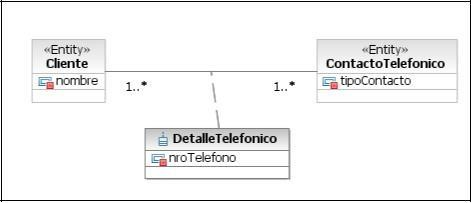 «Entity»
Cliente
nombre
«Entity»
ContactoTelefonico
tipoContacto
1..*
1..*
DetalleTelefonico
nroTelefono